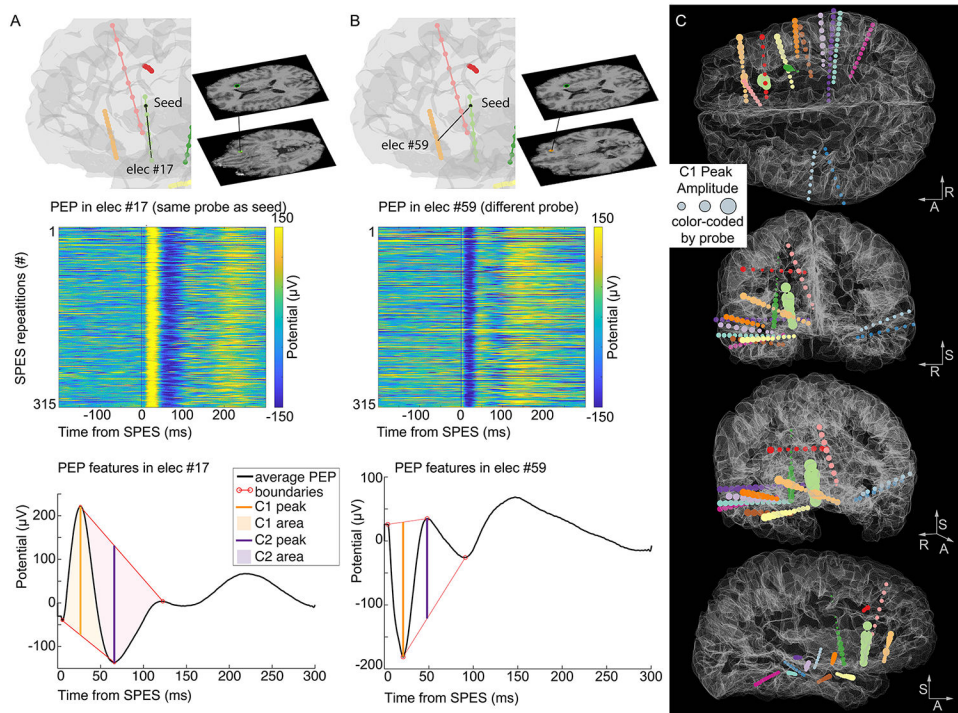 A
Seed
elec #17
PEP in elec #17 (same probe as seed)
1
SPES repetitions (#)
315
-100
0
100
200
Time from SPES (ms)
150
Potential (µV)
-150
B
Seed
elec #59
PEP in elec #59 (different probe)
1
315
-100
0
100
200
Time from SPES (ms)
150
Potential (µV)
-150
PEP features in elec #17
Potential (µV)
200
100
0
-100
0
50
100
150
200
250
300
Time from SPES (ms)
average PEP
boundaries
C1 peak
C1 area
C2 peak
C2 area
PEP features in elec #59
Potential (µV)
100
0
-100
-200
0
50
100
150
200
250
300
Time from SPES (ms)
C
C1 Peak
Amplitude
color-coded
by probe
R
A
S
R
S
R
A
S
A